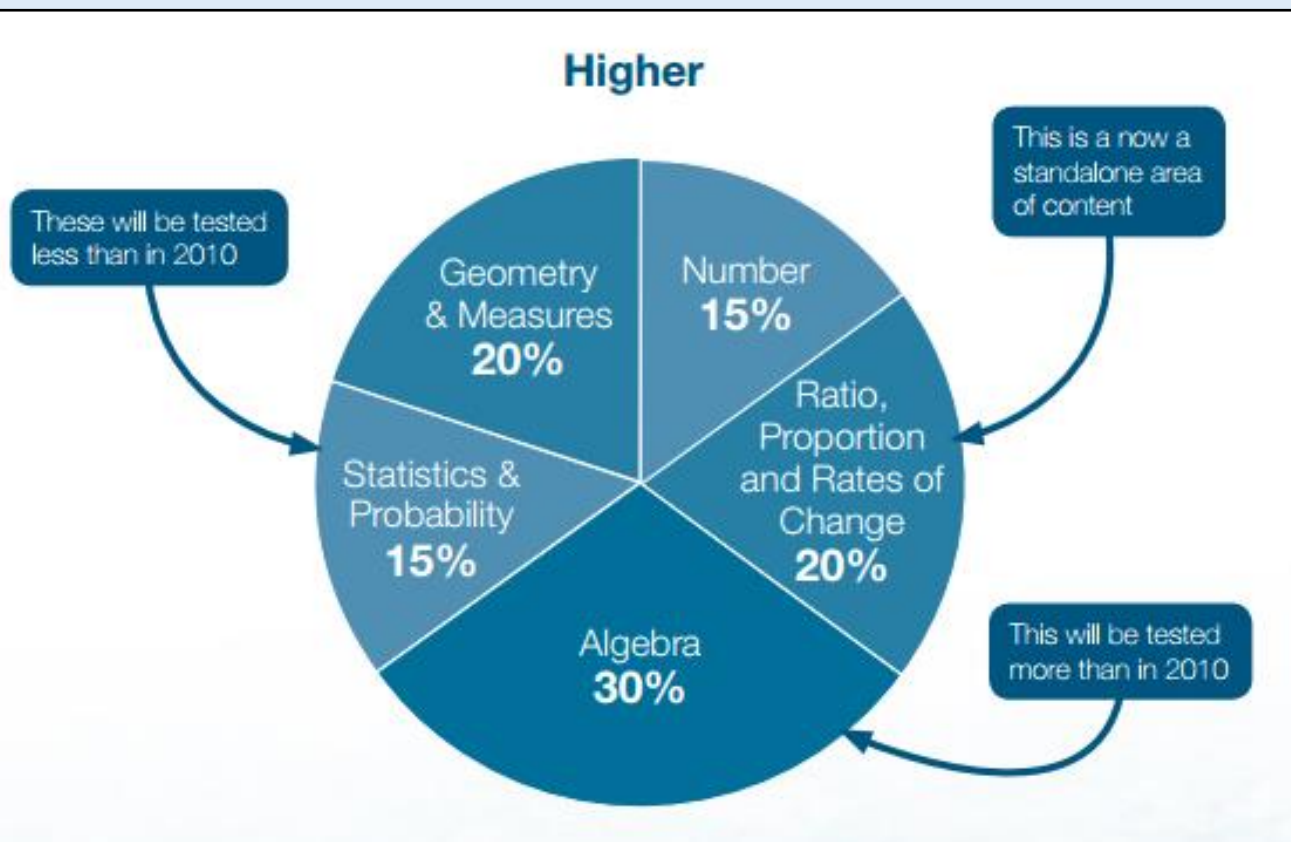 Higher
This is a now a
standalone area
of content
These will be tested
less than in 2010
Geometry
& Measures
20%
Number
15%
Ratio,
Proportion
and Rates of
Change
20%
Statistics &
Probability
15%
Algebra
30%
This will be tested
more than in 2010